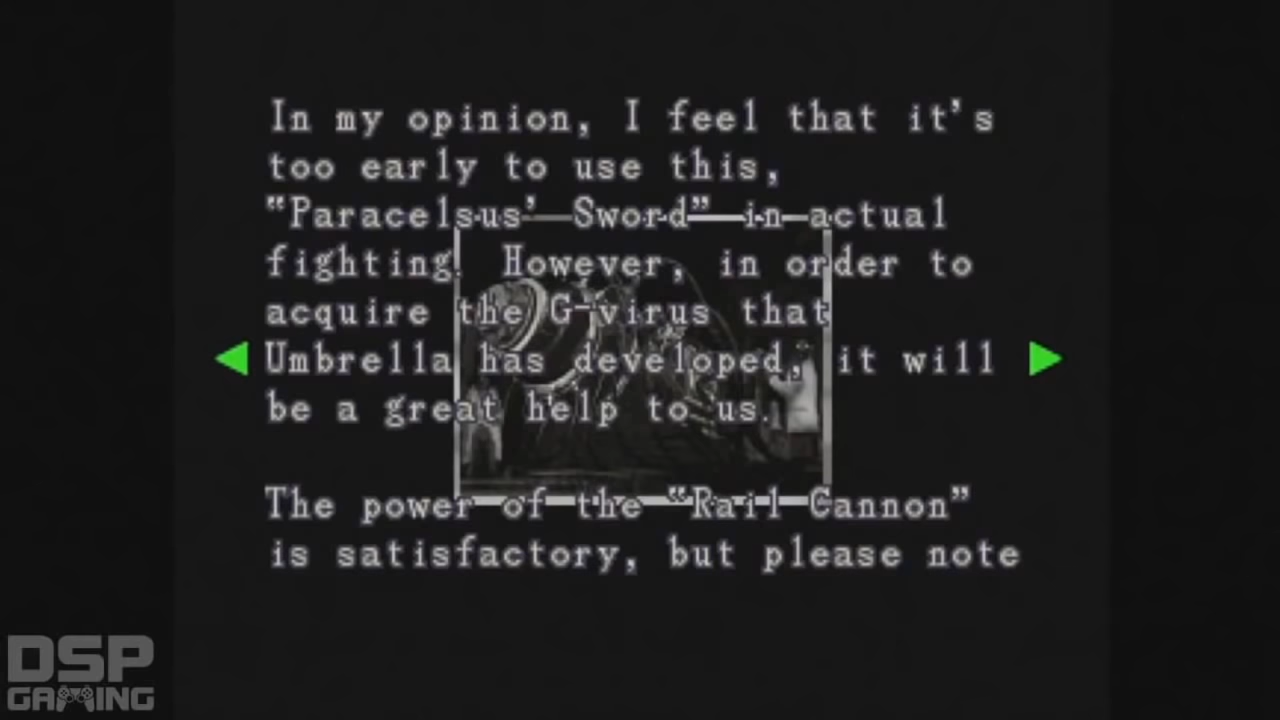 In my opinion, I feel that it's
too early to use this,
“Paracelsus' Sword” in actual
fighting. However, in order to
acquire the G-virus that
Umbrella has developed, it will
be a great help to us.
The power of the “Rail Cannon”
is satisfactory, but please note
DSP
GAMING